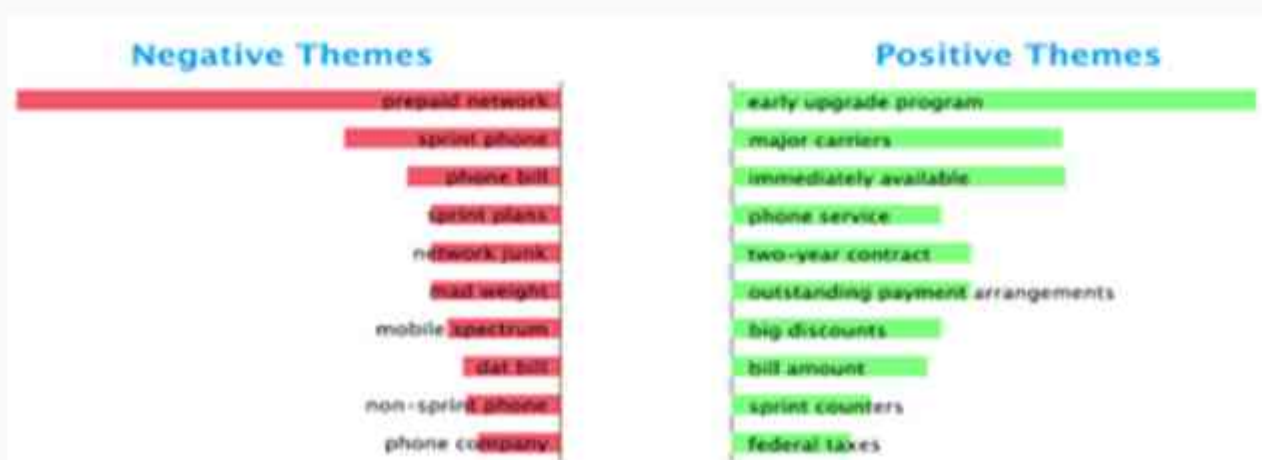 Negative Themes
prepaid network
sprint phone
phone bill
sprint plans
network junk
mad weight
mobile spectrum
dat bill
non-sprint phone
phone company
Positive Themes
early upgrade program
major carriers
immediately available
phone service
two-year contract
outstanding payment arrangements
big discounts
bill amount
sprint counters
federal taxes